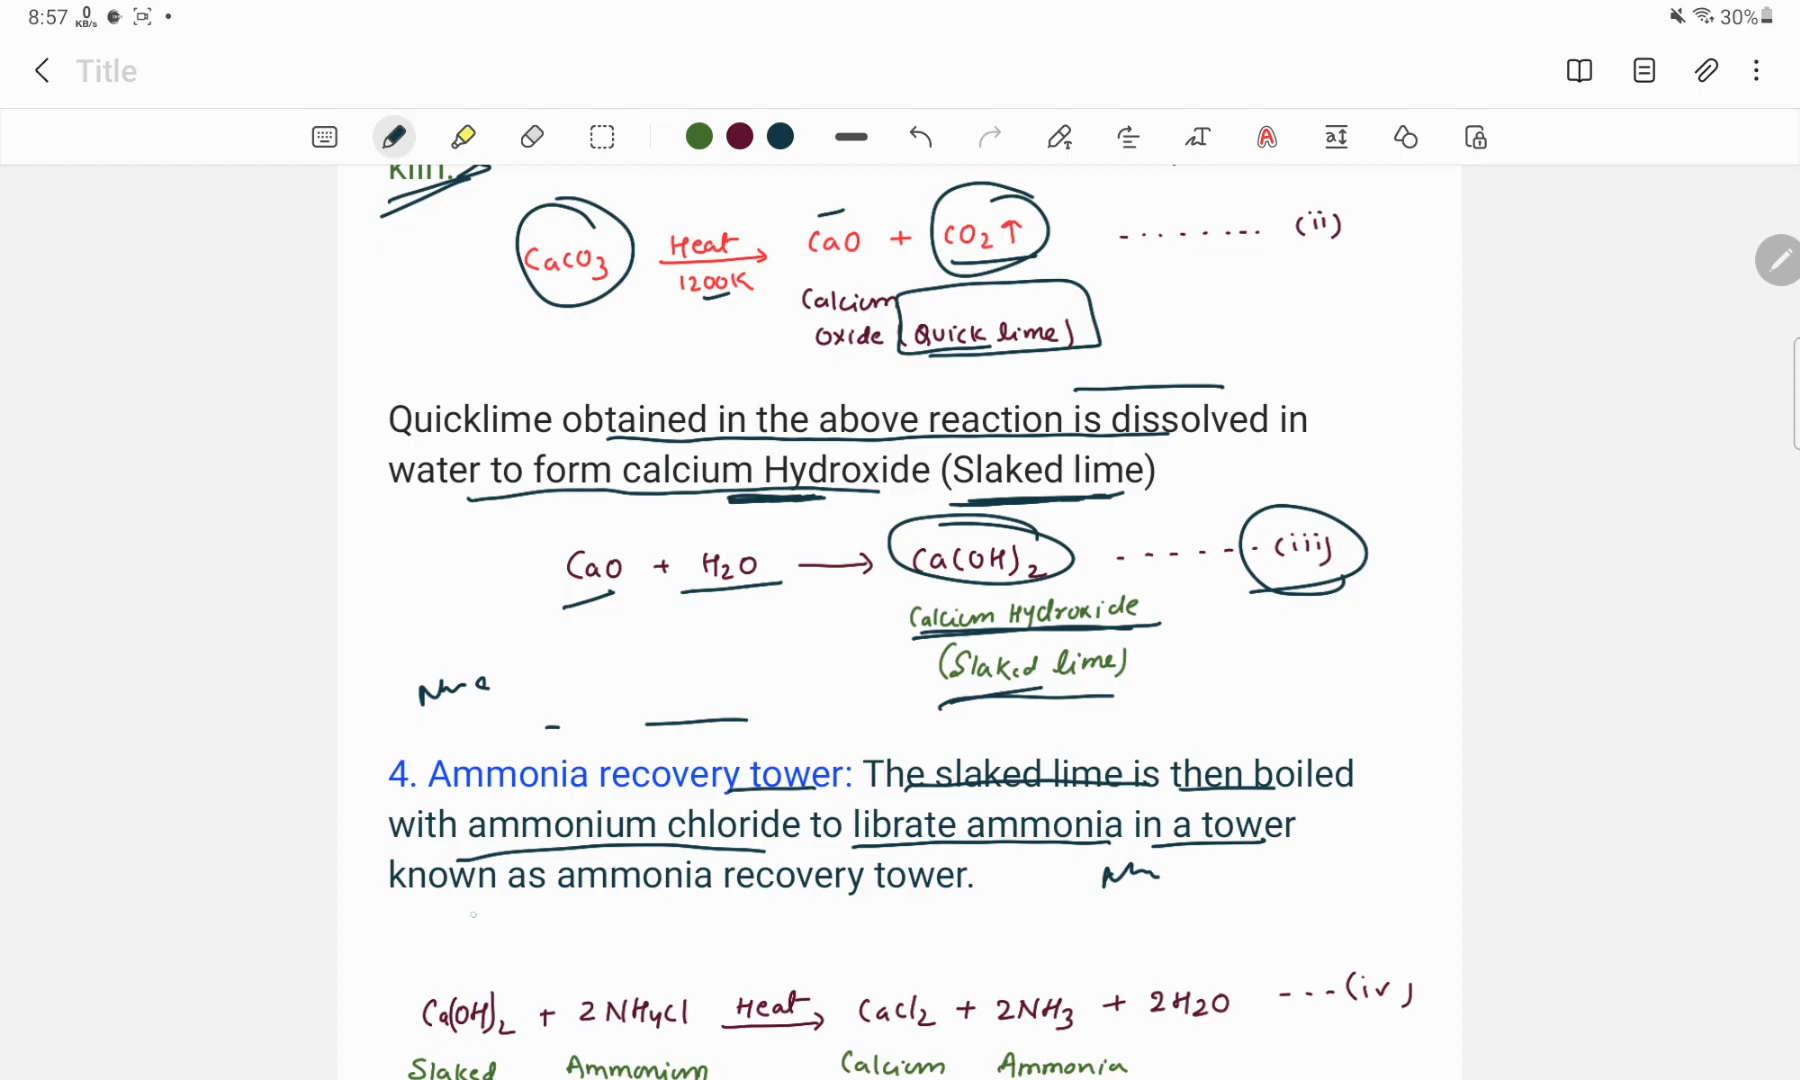 8:57 0 KB/s 30%
Title
kiln.
CaCO3 Heat 1200K → CaO + CO2 ↑ -------- (ii)
Calcium
Oxide (Quick lime)
Quicklime obtained in the above reaction is dissolved in
water to form calcium Hydroxide (Slaked lime)
CaO + H2O → Ca(OH)2 ------ (iii)
Calcium Hydroxide
(Slaked lime)
4. Ammonia recovery tower: The slaked lime is then boiled
with ammonium chloride to librate ammonia in a tower
known as ammonia recovery tower.
Ca(OH)2 + 2NH4Cl Heat → CaCl2 + 2NH3 + 2H2O ---(iv)
Slaked Ammonium Calcium Ammonia